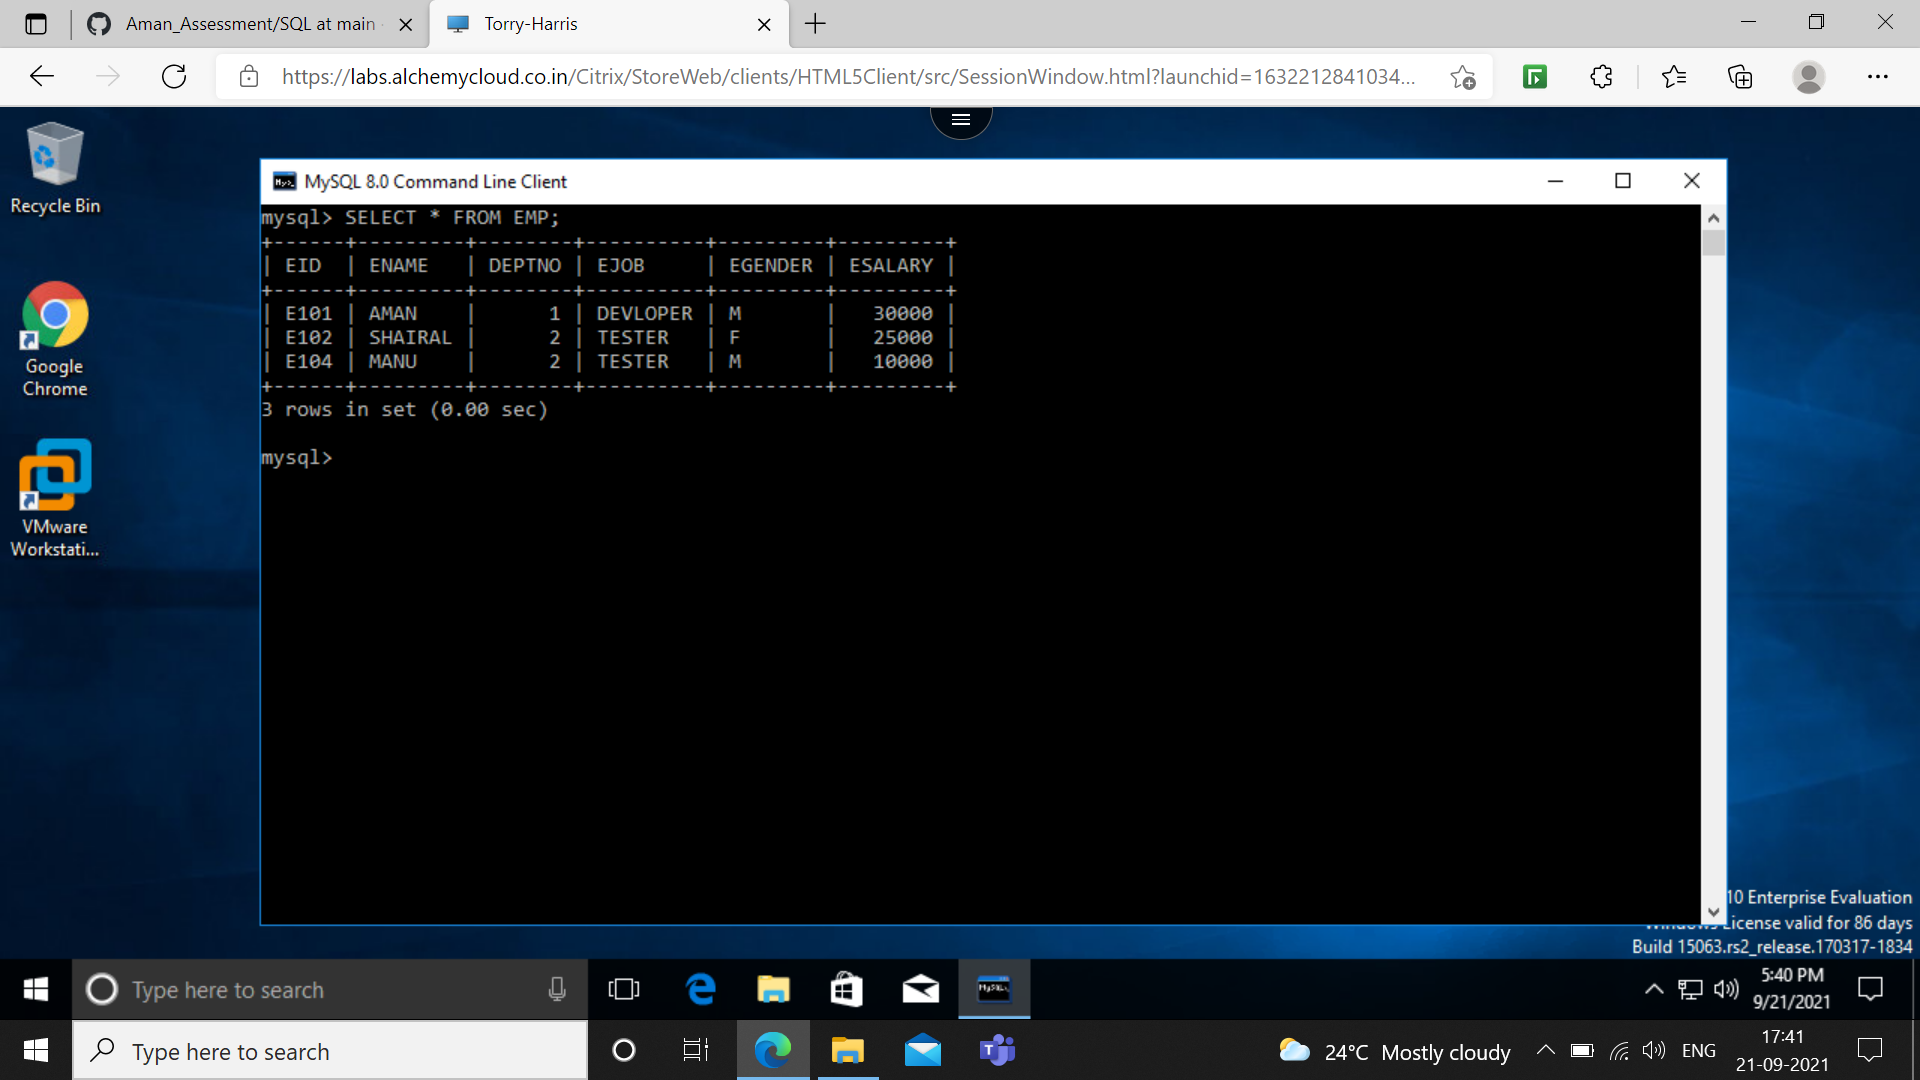 Aman_Assessment/SQL at main
Torry-Harris
https://labs.alchemycloud.co.in/Citrix/StoreWeb/clients/HTML5Client/src/SessionWindow.html?launchid=1632212841034...
Recycle Bin
Google
Chrome
VMware
Workstati...
MySQL 8.0 Command Line Client
mysql> SELECT * FROM EMP;
+------+---------+--------+----------+---------+---------+
| EID  | ENAME   | DEPTNO | EJOB     | EGENDER | ESALARY |
+------+---------+--------+----------+---------+---------+
| E101 | AMAN    |      1 | DEVLOPER | M       |   30000 |
| E102 | SHAIRAL |      2 | TESTER   | F       |   25000 |
| E104 | MANU    |      2 | TESTER   | M       |   10000 |
+------+---------+--------+----------+---------+---------+
3 rows in set (0.00 sec)
mysql>
10 Enterprise Evaluation
Windows License valid for 86 days
Build 15063.rs2_release.170317-1834
Type here to search
5:40 PM
9/21/2021
Type here to search
24°C Mostly cloudy
ENG
17:41
21-09-2021